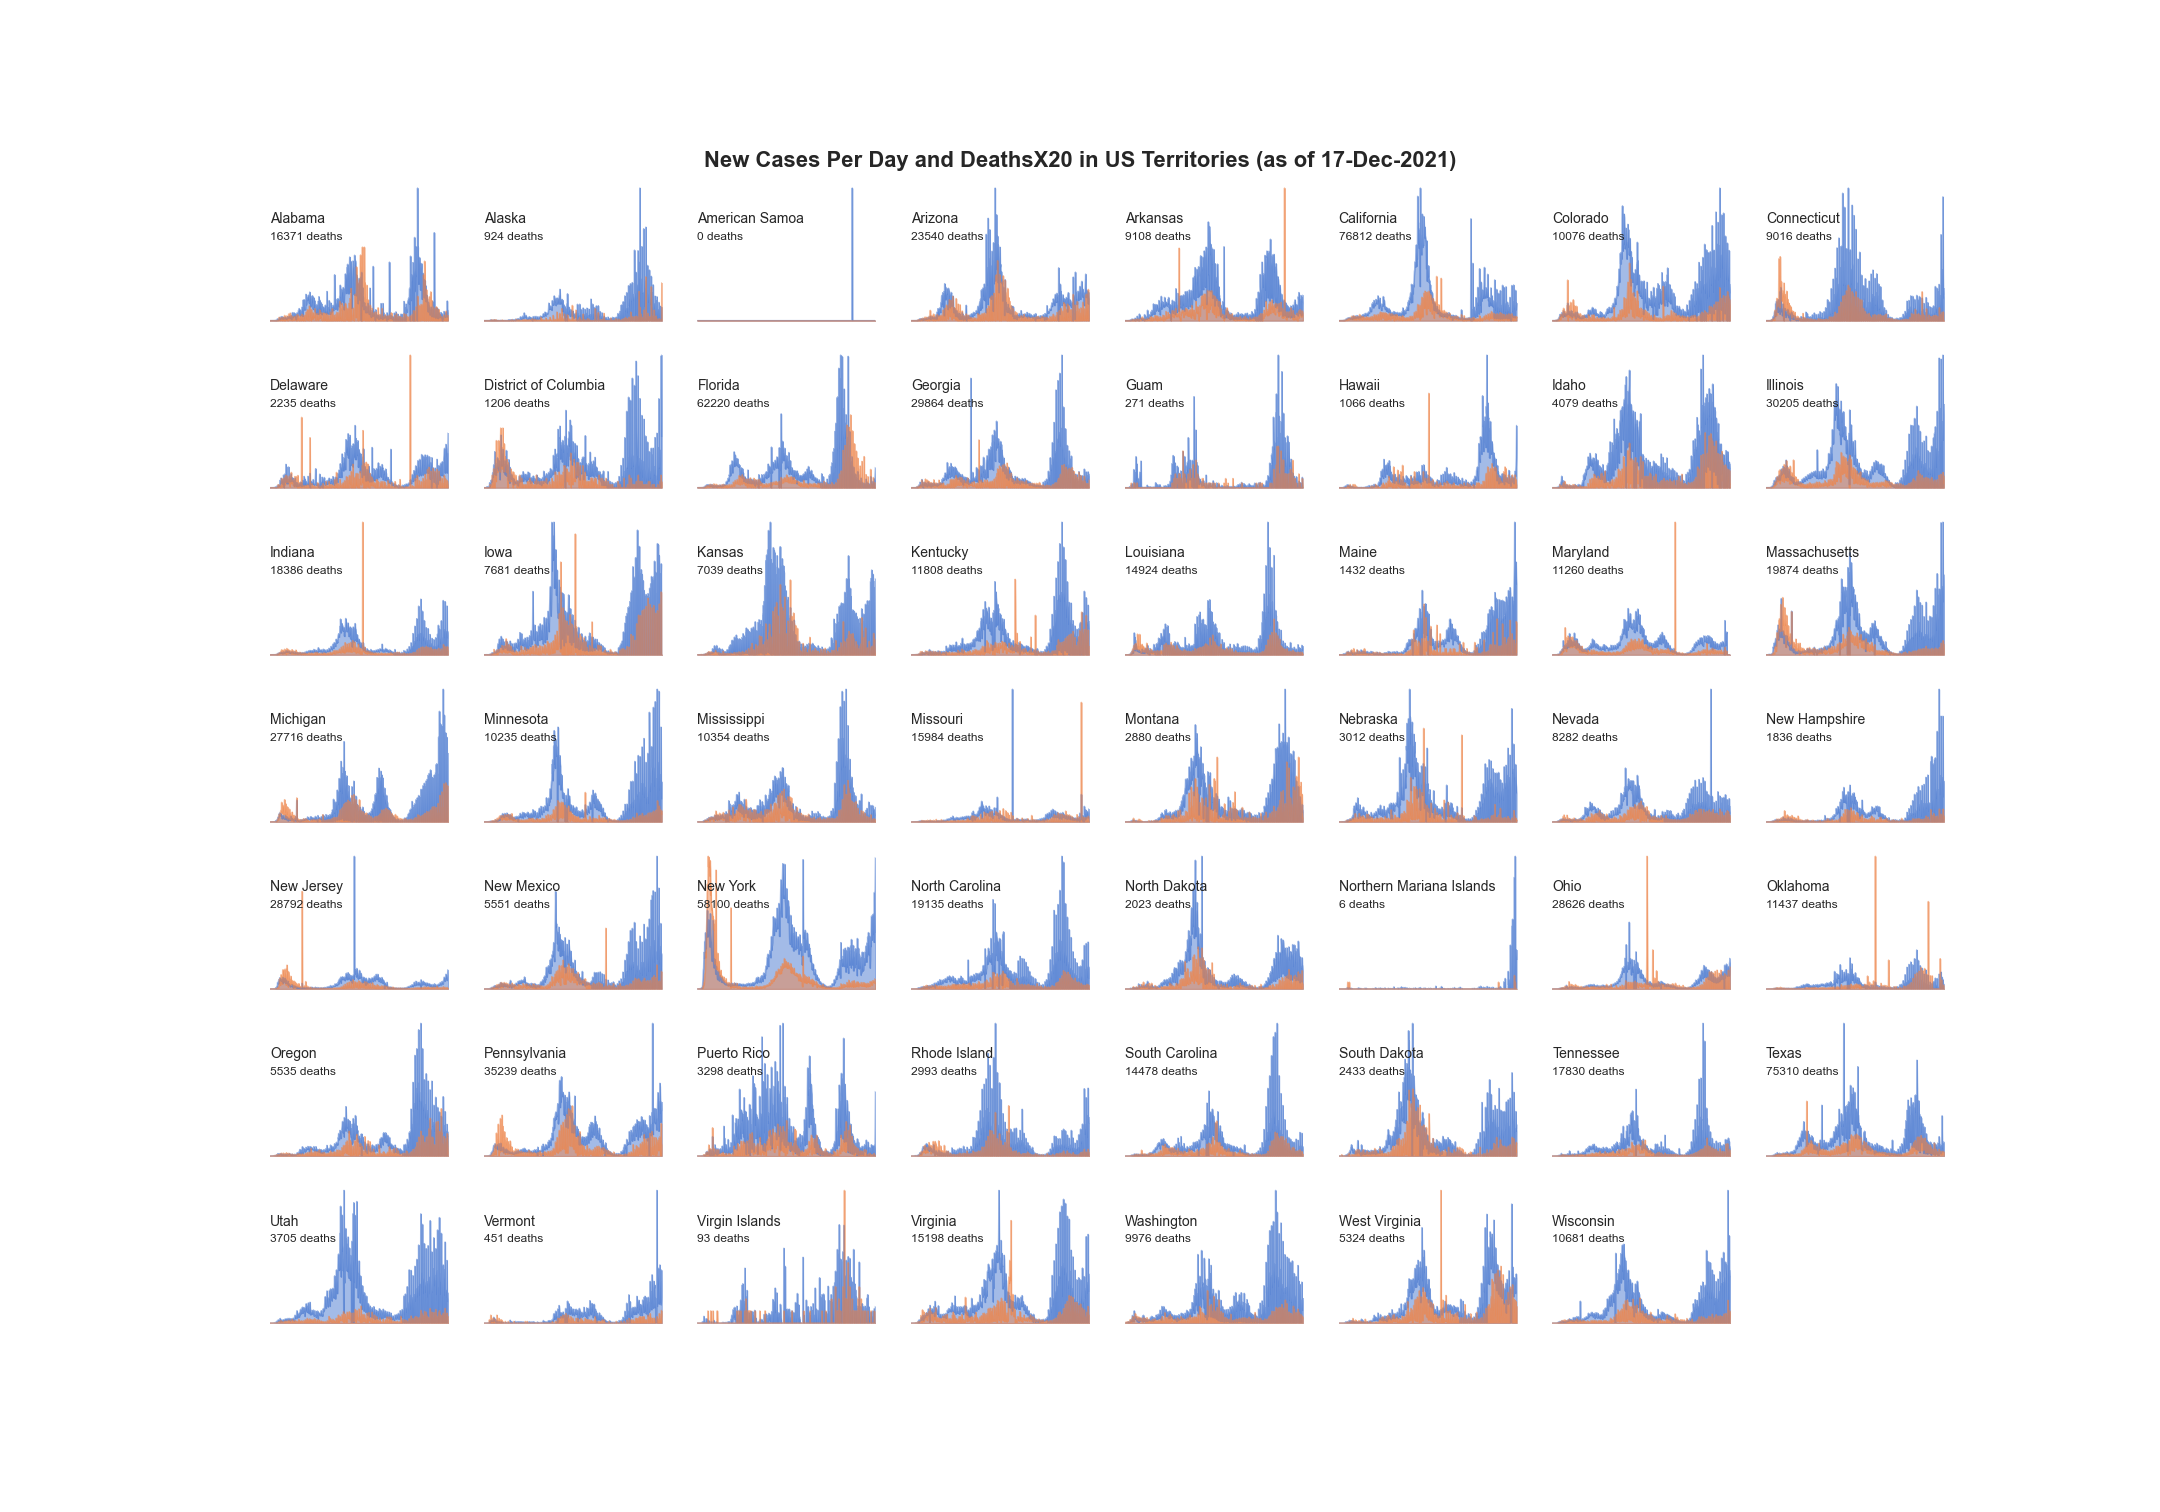 New Cases Per Day and DeathsX20 in US Territories (as of 17-Dec-2021)
Alabama
16371 deaths
Alaska
924 deaths
American Samoa
0 deaths
Arizona
23540 deaths
Arkansas
9108 deaths
California
76812 deaths
Colorado
10076 deaths
Connecticut
9016 deaths
Delaware
2235 deaths
District of Columbia
1206 deaths
Florida
62220 deaths
Georgia
29864 deaths
Guam
271 deaths
Hawaii
1066 deaths
Idaho
4079 deaths
Illinois
30205 deaths
Indiana
18386 deaths
Iowa
7681 deaths
Kansas
7039 deaths
Kentucky
11808 deaths
Louisiana
14924 deaths
Maine
1432 deaths
Maryland
11260 deaths
Massachusetts
19874 deaths
Michigan
27716 deaths
Minnesota
10235 deaths
Mississippi
10354 deaths
Missouri
15984 deaths
Montana
2880 deaths
Nebraska
3012 deaths
Nevada
8282 deaths
New Hampshire
1836 deaths
New Jersey
28792 deaths
New Mexico
5551 deaths
New York
58100 deaths
North Carolina
19135 deaths
North Dakota
2023 deaths
Northern Mariana Islands
6 deaths
Ohio
28626 deaths
Oklahoma
11437 deaths
Oregon
5535 deaths
Pennsylvania
35239 deaths
Puerto Rico
3298 deaths
Rhode Island
2993 deaths
South Carolina
14478 deaths
South Dakota
2433 deaths
Tennessee
17830 deaths
Texas
75310 deaths
Utah
3705 deaths
Vermont
451 deaths
Virgin Islands
93 deaths
Virginia
15198 deaths
Washington
9976 deaths
West Virginia
5324 deaths
Wisconsin
10681 deaths